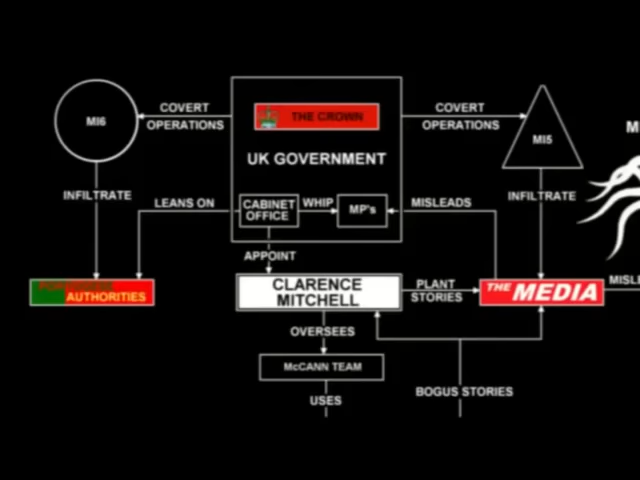 COVERT
OPERATIONS
THE CROWN
COVERT
OPERATIONS
MI6
MI5
UK GOVERNMENT
INFILTRATE
LEANS ON
CABINET
OFFICE
WHIP
MP's
MISLEADS
INFILTRATE
APPOINT
AUTHORITIES
CLARENCE
MITCHELL
PLANT
STORIES
THE MEDIA
OVERSEES
McCANN TEAM
USES
BOGUS STORIES